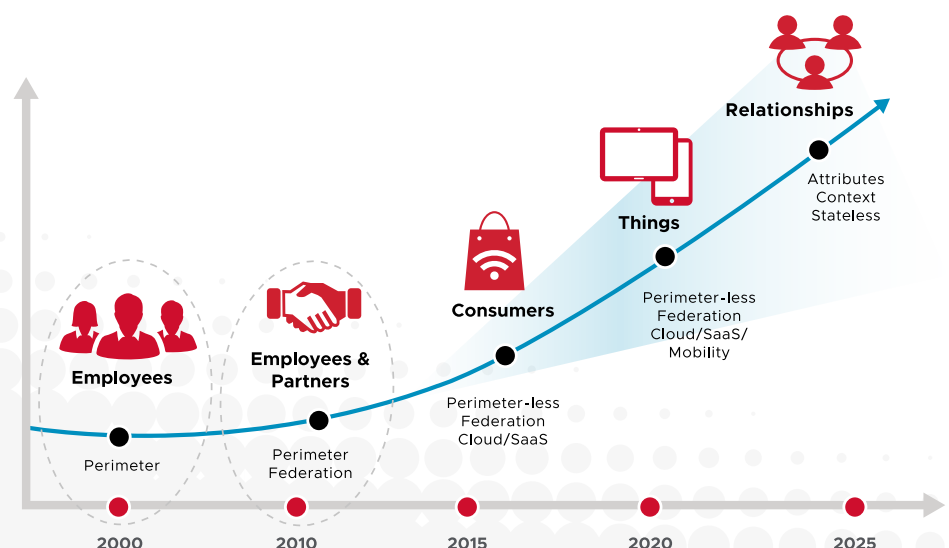 Relationships
Attributes
Context
Stateless
Things
Perimeter-less
Federation
Cloud/SaaS/
Mobility
Consumers
Perimeter-less
Federation
Cloud/SaaS
Employees &
Partners
Perimeter
Federation
Employees
Perimeter
2000
2010
2015
2020
2025